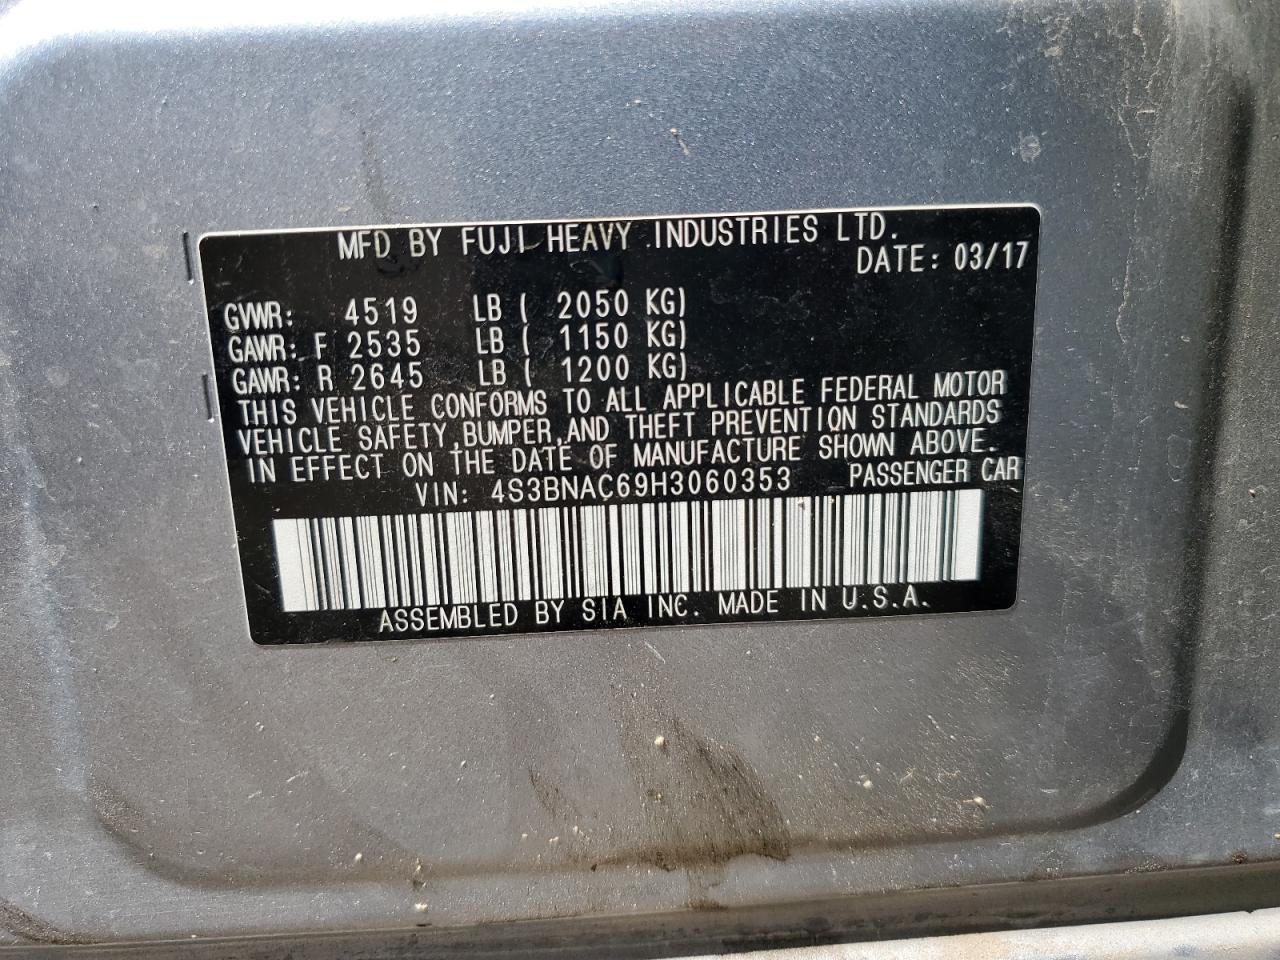 MFD BY FUJI HEAVY INDUSTRIES LTD.
DATE: 03/17
GVWR: 4519 LB ( 2050 KG)
GAWR: F 2535 LB ( 1150 KG)
GAWR: R 2645 LB ( 1200 KG)
THIS VEHICLE CONFORMS TO ALL APPLICABLE FEDERAL MOTOR
VEHICLE SAFETY,BUMPER,AND THEFT PREVENTION STANDARDS
IN EFFECT ON THE DATE OF MANUFACTURE SHOWN ABOVE.
VIN: 4S3BNAC69H3060353 PASSENGER CAR
ASSEMBLED BY SIA INC. MADE IN U.S.A.